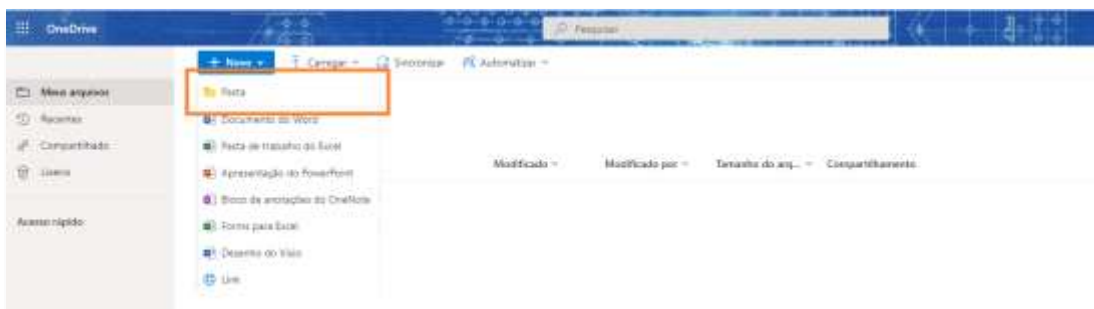 OneDrive
Pesquisar
+ Novo
Carregar
Sincronizar
Automatizar
Meus arquivos
Recentes
Compartilhado
Lixeira
Acesso rápido
Pasta
Documento do Word
Pasta de trabalho do Excel
Apresentação do PowerPoint
Bloco de anotações do OneNote
Forms para Excel
Desenho do Visio
Link
Modificado
Modificado por
Tamanho do arq...
Compartilhamento